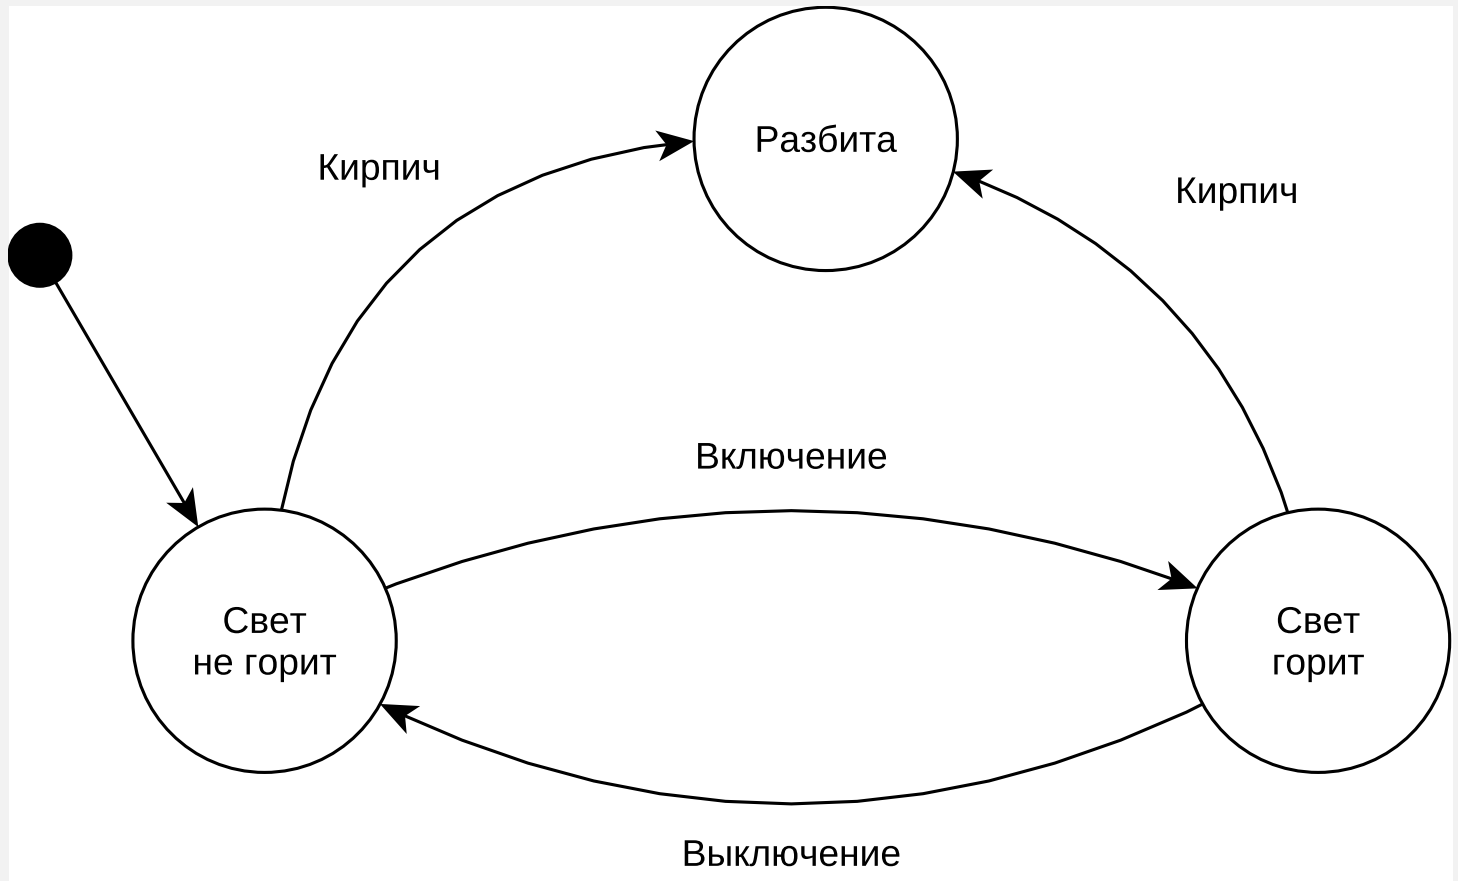 Разбита
Кирпич
Кирпич
Включение
Свет
не горит
Свет
горит
Выключение